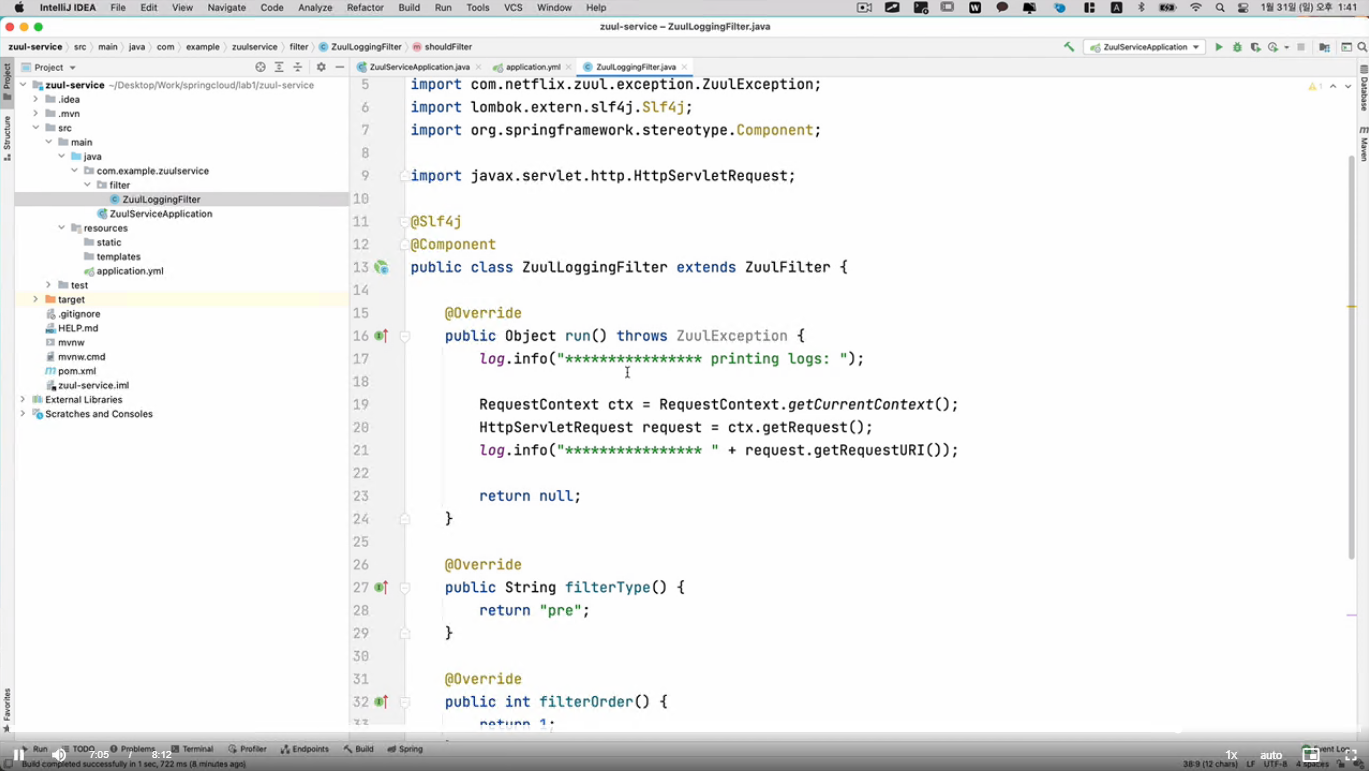 IntelliJ IDEA File Edit View Navigate Code Analyze Refactor Build Run Tools VCS Window Help A 1월 31일 (일) 오후 1:41
zuul-service – ZuulLoggingFilter.java
zuul-service src main java com example zuulservice filter ZuulLoggingFilter shouldFilter ZuulServiceApplication
Project
Structure
Favorites
Database
Maven
Project
zuul-service ~/Desktop/Work/springcloud/lab1/zuul-service
.idea
.mvn
src
main
java
com.example.zuulservice
filter
ZuulLoggingFilter
ZuulServiceApplication
resources
static
templates
application.yml
test
target
.gitignore
HELP.md
mvnw
mvnw.cmd
pom.xml
zuul-service.iml
External Libraries
Scratches and Consoles
ZuulServiceApplication.java application.yml ZuulLoggingFilter.java
1
5 import com.netflix.zuul.exception.ZuulException;
6 import lombok.extern.slf4j.Slf4j;
7 import org.springframework.stereotype.Component;
8
9 import javax.servlet.http.HttpServletRequest;
10
11 @Slf4j
12 @Component
13 public class ZuulLoggingFilter extends ZuulFilter {
14
15 @Override
16 public Object run() throws ZuulException {
17 log.info("**************** printing logs: ");
18
19 RequestContext ctx = RequestContext.getCurrentContext();
20 HttpServletRequest request = ctx.getRequest();
21 log.info("**************** " + request.getRequestURI());
22
23 return null;
24 }
25
26 @Override
27 public String filterType() {
28 return "pre";
29 }
30
31 @Override
32 public int filterOrder() {
33 return 1;
Run TODO Problems Terminal Profiler Endpoints Build Spring Event Log
7:05 / 8:12 1x auto
Build completed successfully in 1 sec, 722 ms (8 minutes ago) 38:9 (12 chars) LF UTF-8 4 spaces